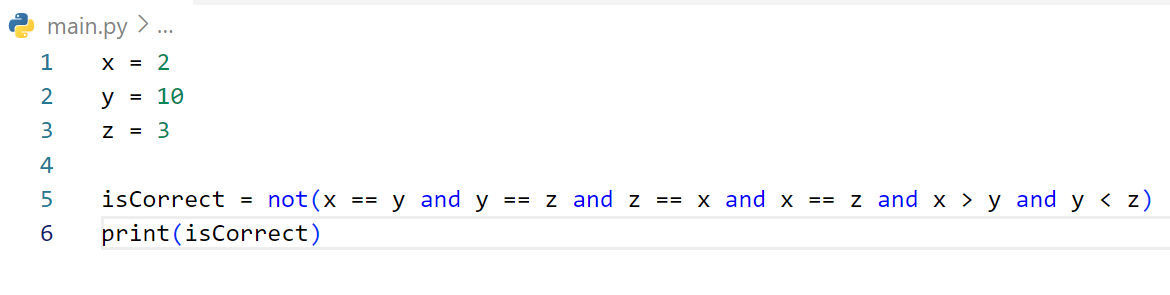 main.py > ...
1 x = 2
2 y = 10
3 z = 3
4
5 isCorrect = not(x == y and y == z and z == x and x == z and x > y and y < z)
6 print(isCorrect)